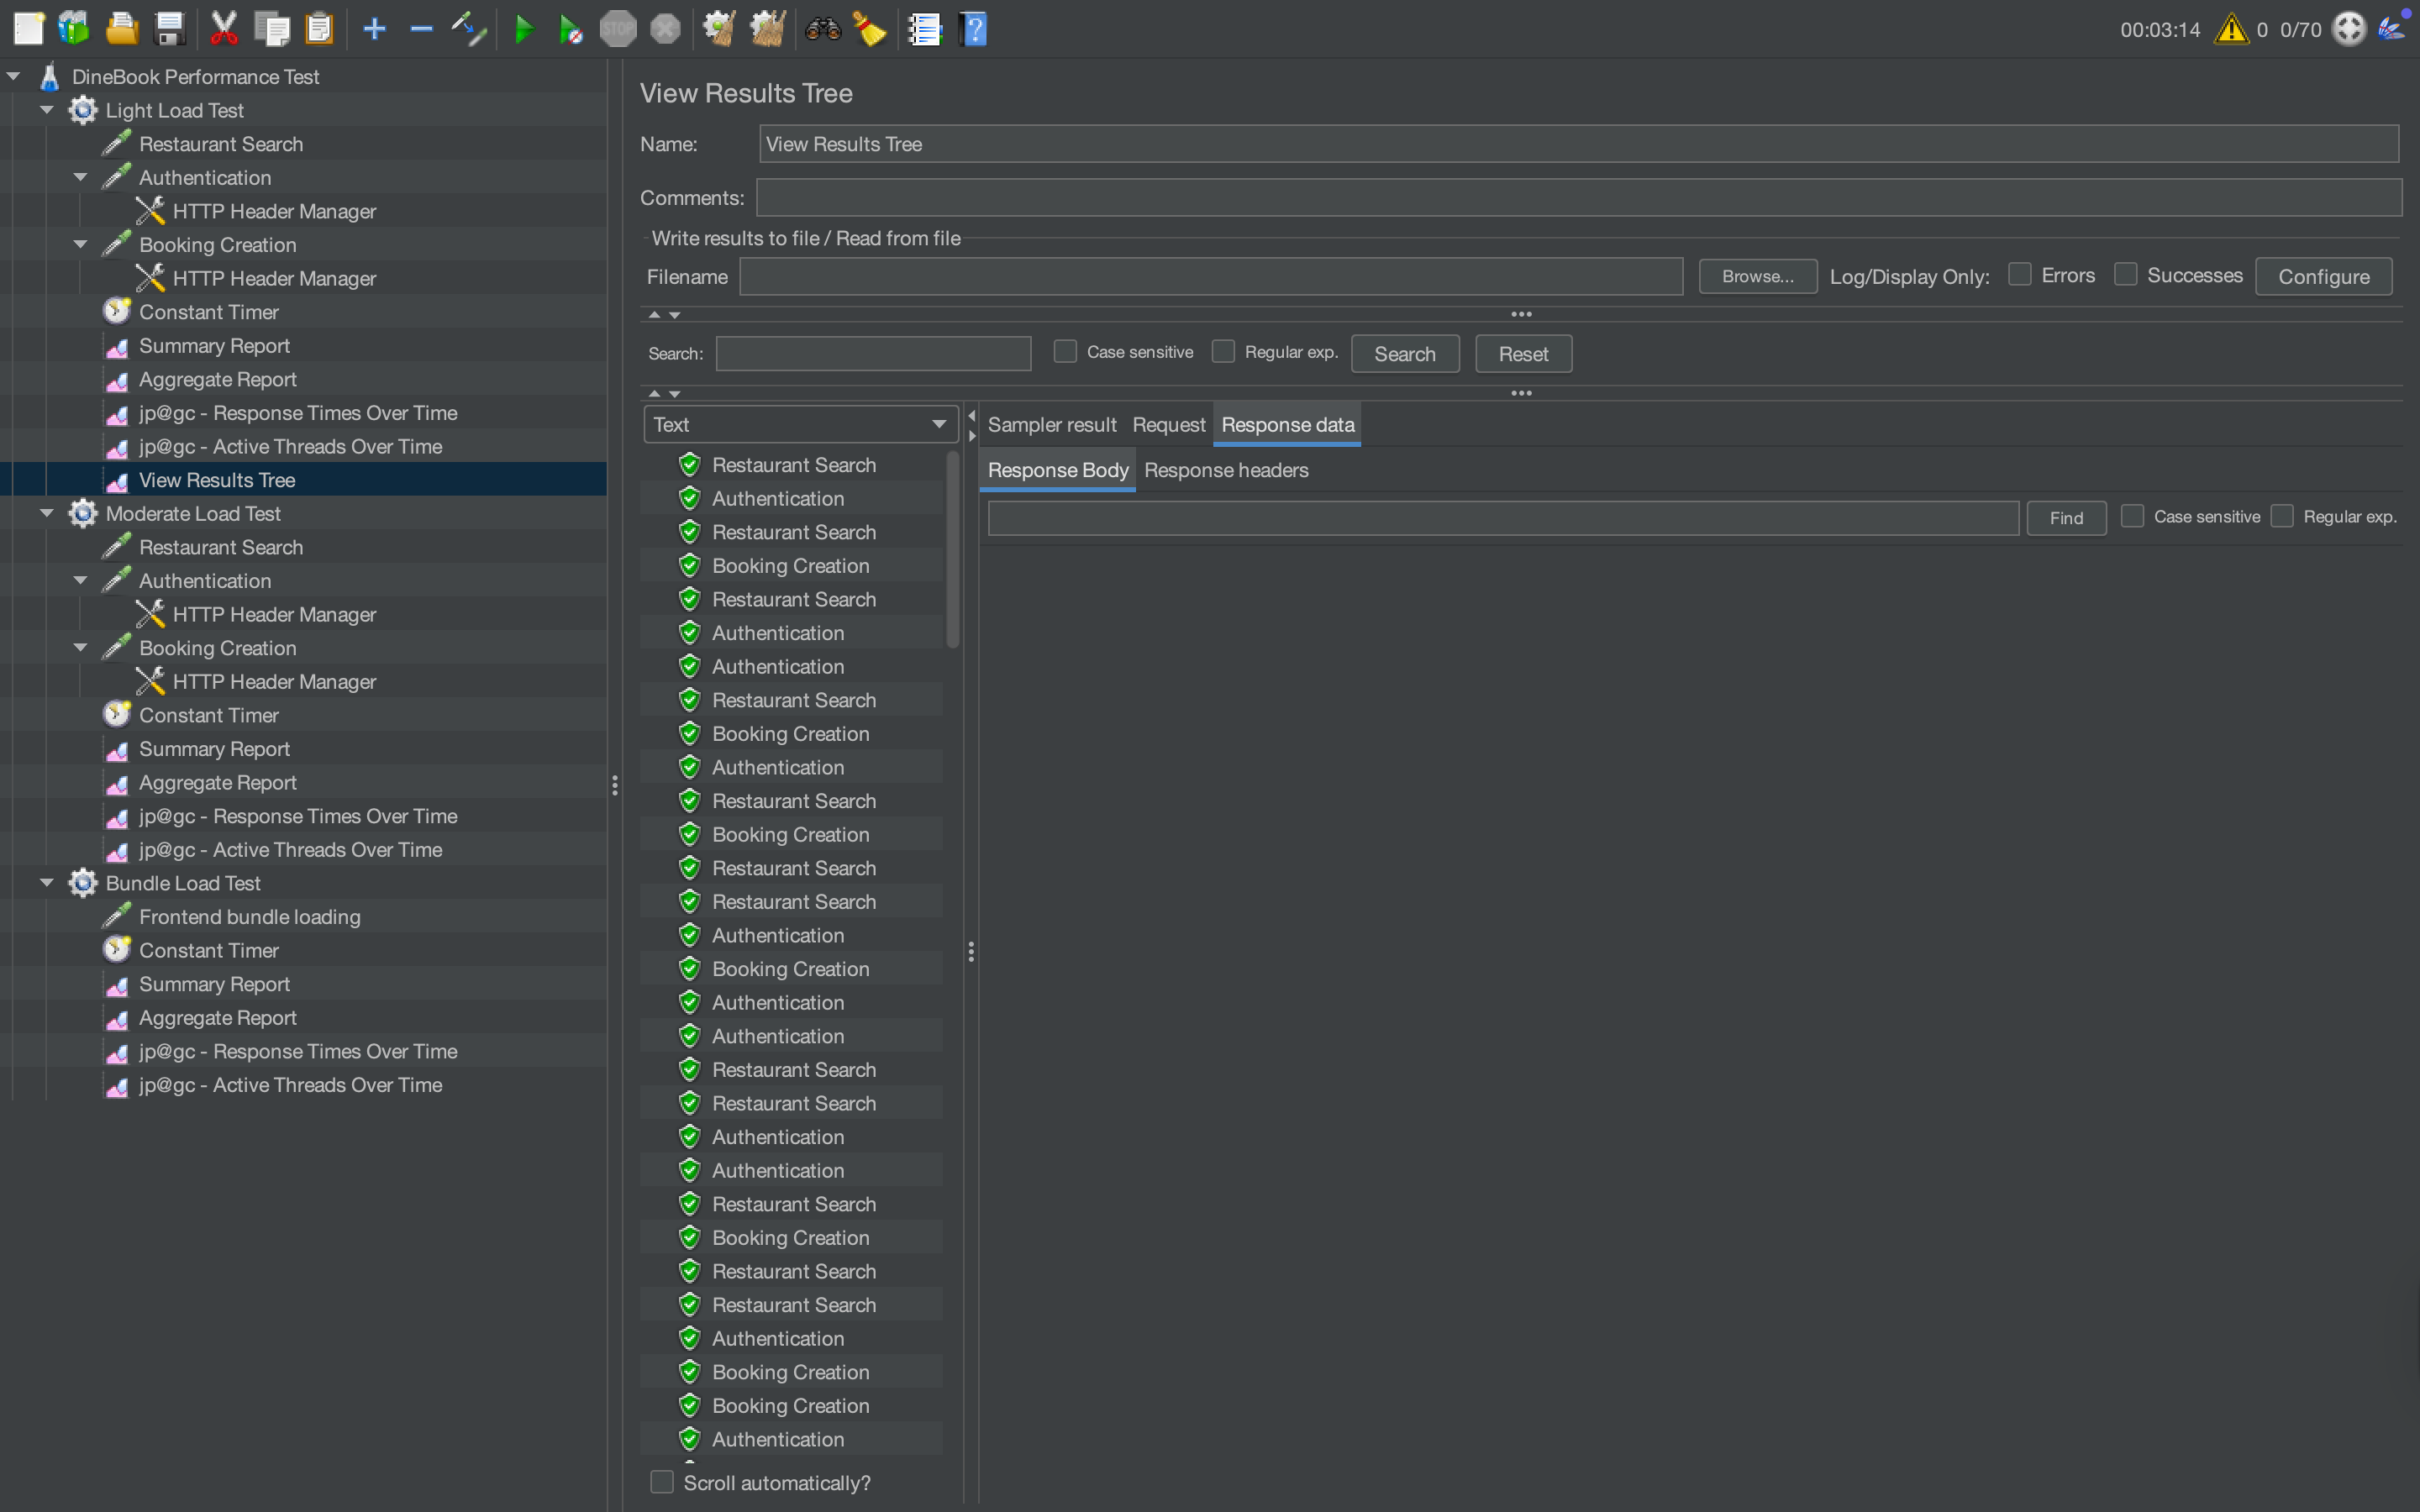 STOP
00:03:14
0
0/70
DineBook Performance Test
Light Load Test
Restaurant Search
Authentication
HTTP Header Manager
Booking Creation
HTTP Header Manager
Constant Timer
Summary Report
Aggregate Report
jp@gc - Response Times Over Time
jp@gc - Active Threads Over Time
View Results Tree
Moderate Load Test
Restaurant Search
Authentication
HTTP Header Manager
Booking Creation
HTTP Header Manager
Constant Timer
Summary Report
Aggregate Report
jp@gc - Response Times Over Time
jp@gc - Active Threads Over Time
Bundle Load Test
Frontend bundle loading
Constant Timer
Summary Report
Aggregate Report
jp@gc - Response Times Over Time
jp@gc - Active Threads Over Time
View Results Tree
Name: View Results Tree
Comments:
Write results to file / Read from file
Filename Browse... Log/Display Only: Errors Successes Configure
Search: Case sensitive Regular exp. Search Reset
Text
Restaurant Search
Authentication
Restaurant Search
Booking Creation
Restaurant Search
Authentication
Authentication
Restaurant Search
Booking Creation
Authentication
Restaurant Search
Booking Creation
Restaurant Search
Restaurant Search
Authentication
Booking Creation
Authentication
Authentication
Restaurant Search
Restaurant Search
Authentication
Authentication
Restaurant Search
Booking Creation
Restaurant Search
Restaurant Search
Authentication
Booking Creation
Booking Creation
Authentication
Scroll automatically?
Sampler result Request Response data
Response Body Response headers
Find Case sensitive Regular exp.